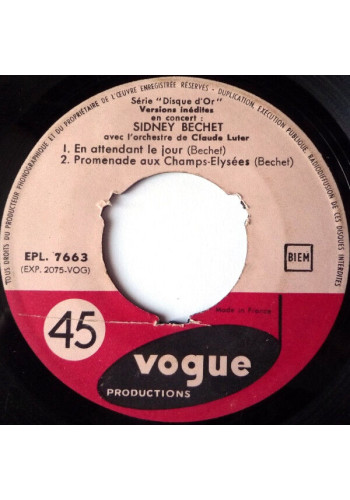 TOUS DROITS DU PRODUCTEUR PHONOGRAPHIQUE ET DU PROPRIÉTAIRE DE L'ŒUVRE ENREGISTRÉE RÉSERVÉS - DUPLICATION, EXÉCUTION PUBLIQUE, RADIODIFFUSION DE CES DISQUES INTERDITES
Série "Disque d'Or"
Versions inédites
en concert :
SIDNEY BECHET
avec l'orchestre de Claude Luter
1. En attendant le jour (Bechet)
2. Promenade aux Champs-Elysées (Bechet)
EPL. 7663
(EXP. 2075-VOG)
BIEM
Made in France
45
vogue
PRODUCTIONS